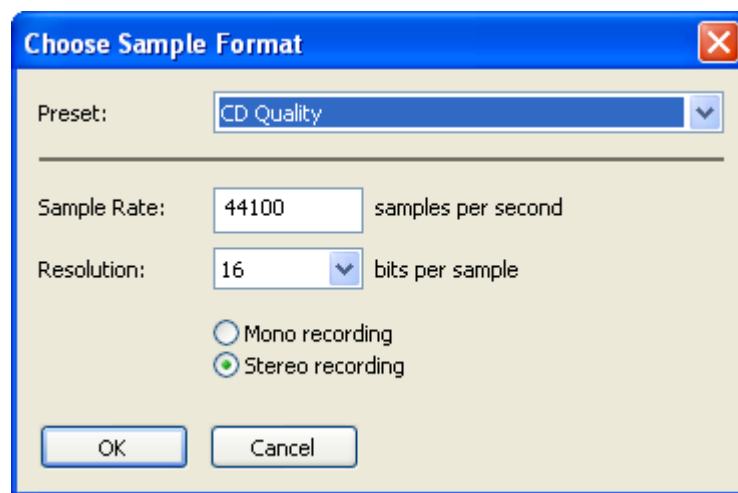 Choose Sample Format
Preset: CD Quality
Sample Rate: 44100 samples per second
Resolution: 16 bits per sample
Mono recording
Stereo recording
OK Cancel